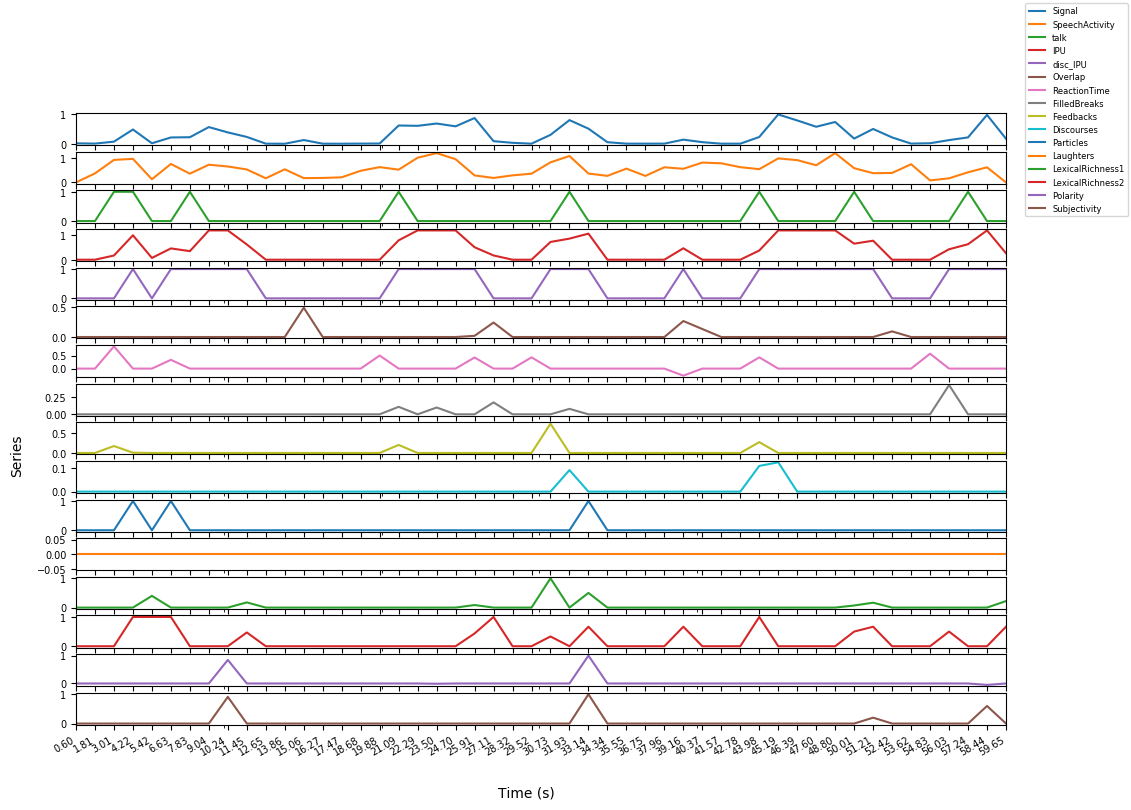 Signal
SpeechActivity
talk
IPU
disc_IPU
Overlap
ReactionTime
FilledBreaks
Feedbacks
Discourses
Particles
Laughters
LexicalRichness1
LexicalRichness2
Polarity
Subjectivity
1
0
1
0
1
0
1
0
1
0
0.5
0.0
0.5
0.0
0.25
0.00
0.5
0.0
0.1
0.0
1
0
0.05
0.00
−0.05
1
0
1
0
1
0
1
0
Series
0.60 1.81 3.01 4.22 5.42 6.63 7.83 9.04 10.24 11.45 12.65 13.86 15.06 16.27 17.47 18.68 19.88 21.09 22.29 23.50 24.70 25.91 27.11 28.32 29.52 30.73 31.93 33.14 34.34 35.55 36.75 37.96 39.16 40.37 41.57 42.78 43.98 45.19 46.39 47.60 48.80 50.01 51.21 52.42 53.62 54.83 56.03 57.24 58.44 59.65
Time (s)